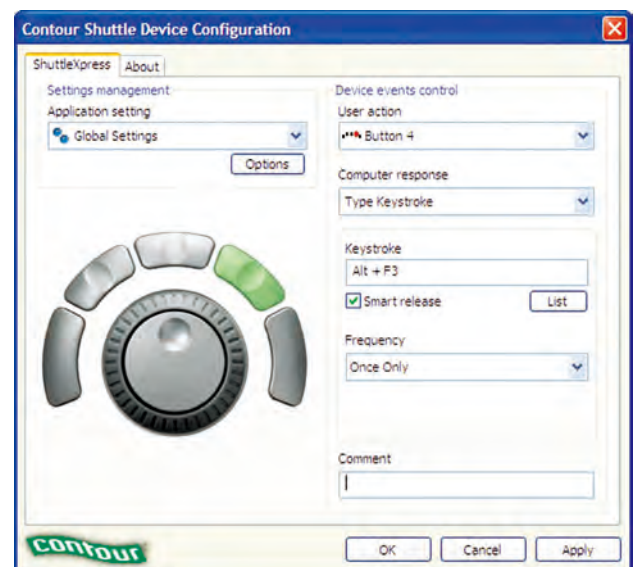 Contour Shuttle Device Configuration
ShuttleXpress
About
Settings management
Application setting
Global Settings
Options
Device events control
User action
Button 4
Computer response
Type Keystroke
Keystroke
Alt + F3
Smart release
List
Frequency
Once Only
Comment
contour
OK
Cancel
Apply